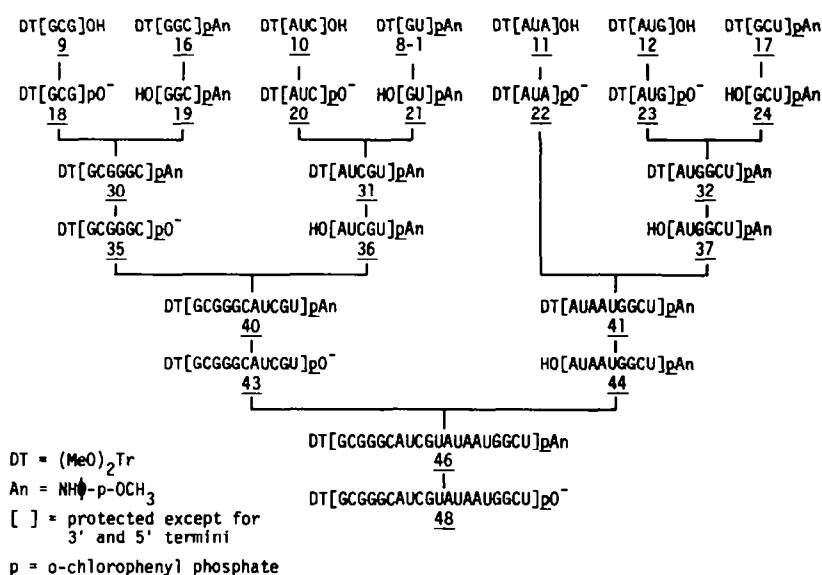 DT[GCG]OH DT[GGC]pAn DT[AUC]OH DT[GU]pAn DT[AUA]OH DT[AUG]OH DT[GCU]pAn
9 16 10 8-1 11 12 17
DT[GCG]pO⁻ HO[GGC]pAn DT[AUC]pO⁻ HO[GU]pAn DT[AUA]pO⁻ DT[AUG]pO⁻ HO[GCU]pAn
18 19 20 21 22 23 24
DT[GCGGGC]pAn DT[AUCGU]pAn DT[AUGGCU]pAn
30 31 32
DT[GCGGGC]pO⁻ HO[AUCGU]pAn HO[AUGGCU]pAn
35 36 37
DT[GCGGGCAUCGU]pAn DT[AUAAUGGCU]pAn
40 41
DT[GCGGGCAUCGU]pO⁻ HO[AUAAUGGCU]pAn
43 44
DT[GCGGGCAUCGUAUAAUGGCU]pAn
46
DT[GCGGGCAUCGUAUAAUGGCU]pO⁻
48
DT = (MeO)₂Tr
An = NHϕ-p-OCH₃
[ ] = protected except for
3' and 5' termini
p = o-chlorophenyl phosphate